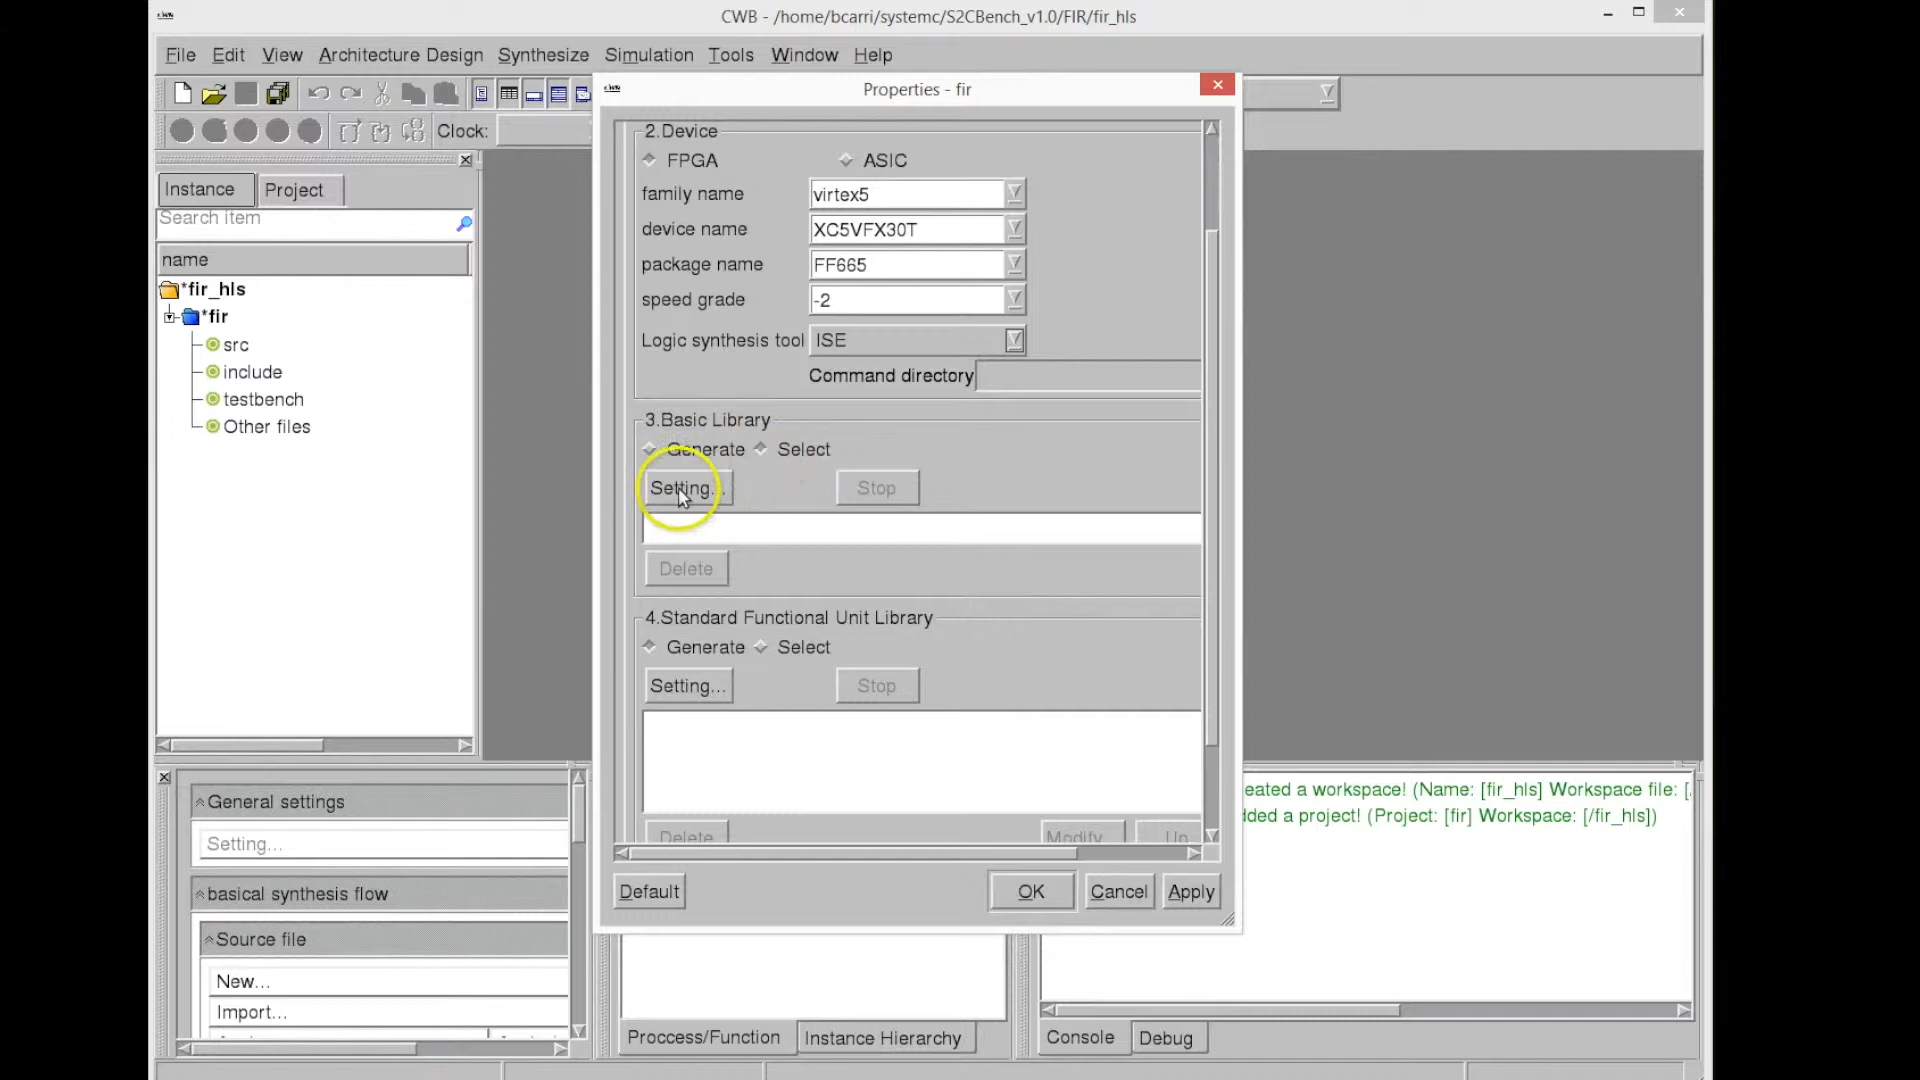 CWB - /home/bcarri/systemc/S2CBench_v1.0/FIR/fir_hls
File Edit View Architecture Design Synthesize Simulation Tools Window Help
Properties - fir
Clock:
Instance Project
Search item
name
*fir_hls
*fir
src
include
testbench
Other files
2.Device
FPGA ASIC
family name virtex5
device name XC5VFX30T
package name FF665
speed grade -2
Logic synthesis tool ISE
Command directory
3.Basic Library
Generate Select
Setting... Stop
Delete
4.Standard Functional Unit Library
Generate Select
Setting... Stop
Delete Modify... Up
Default OK Cancel Apply
General settings
Setting...
basical synthesis flow
Source file
New...
Import...
eated a workspace! (Name: [fir_hls] Workspace file: [.
dded a project! (Project: [fir] Workspace: [/fir_hls])
Proccess/Function Instance Hierarchy
Console Debug